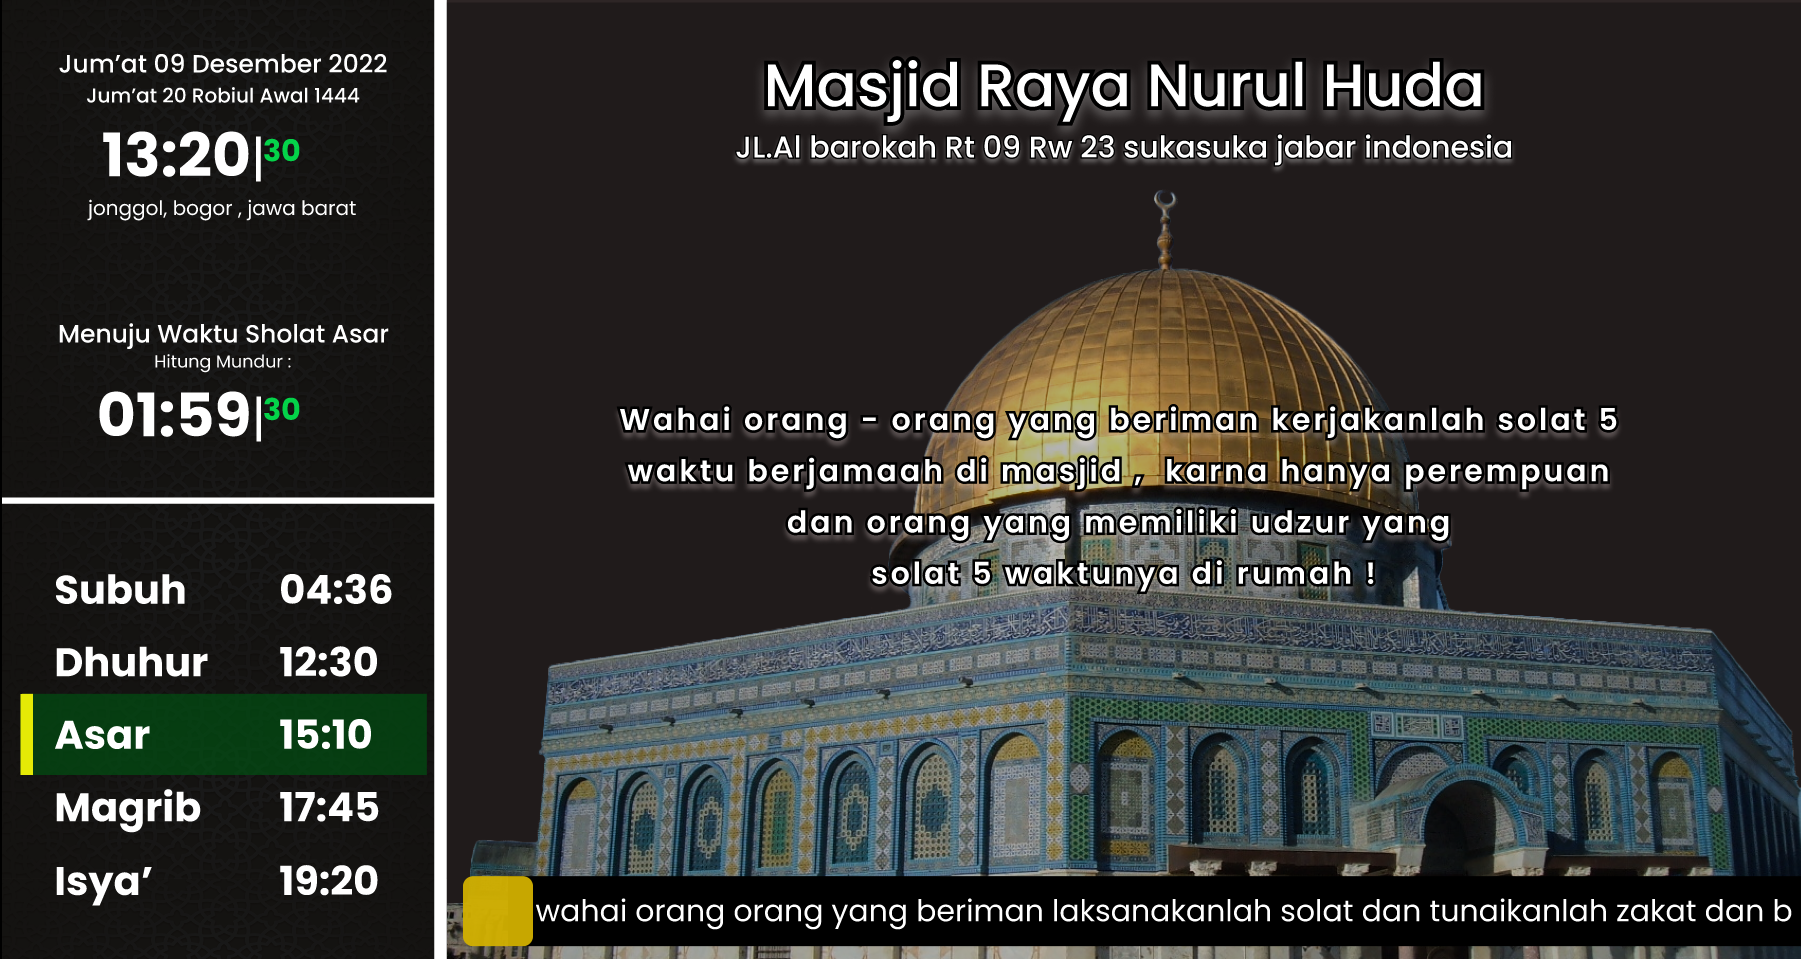 Jum’at 09 Desember 2022
Jum’at 20 Robiul Awal 1444
13:20|30
jonggol, bogor , jawa barat
Menuju Waktu Sholat Asar
Hitung Mundur :
01:59|30
Subuh 04:36
Dhuhur 12:30
Asar 15:10
Magrib 17:45
Isya’ 19:20
Masjid Raya Nurul Huda
JL.Al barokah Rt 09 Rw 23 sukasuka jabar indonesia
Wahai orang - orang yang beriman kerjakanlah solat 5
waktu berjamaah di masjid , karna hanya perempuan
dan orang yang memiliki udzur yang
solat 5 waktunya di rumah !
wahai orang orang yang beriman laksanakanlah solat dan tunaikanlah zakat dan b